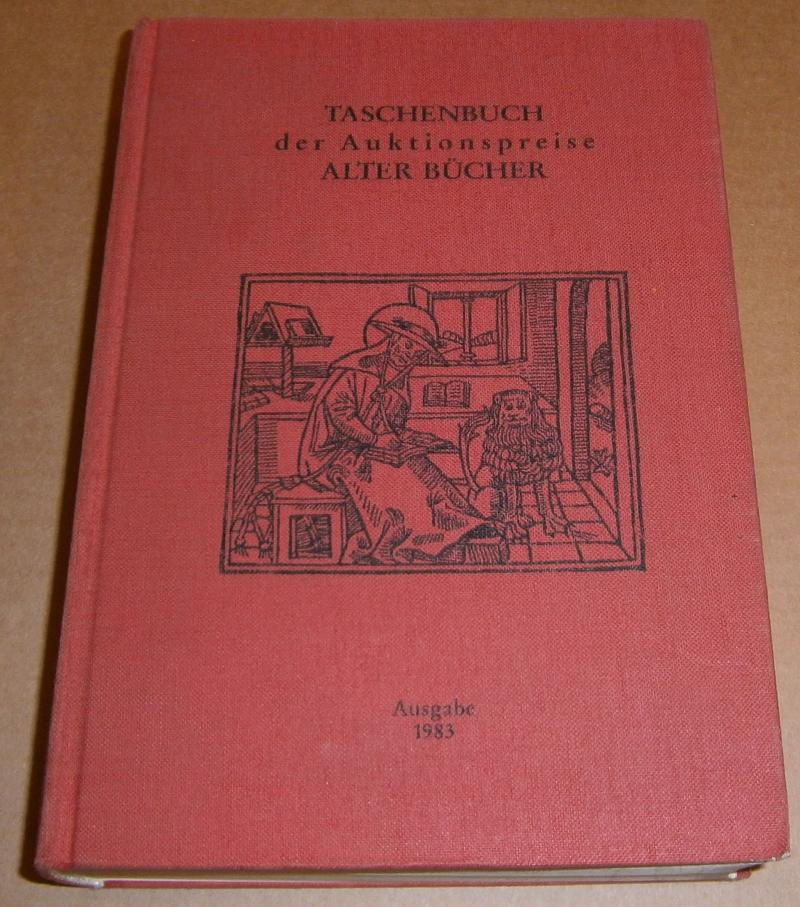 TASCHENBUCH
der Auktionspreise
ALTER BÜCHER
Ausgabe
1983